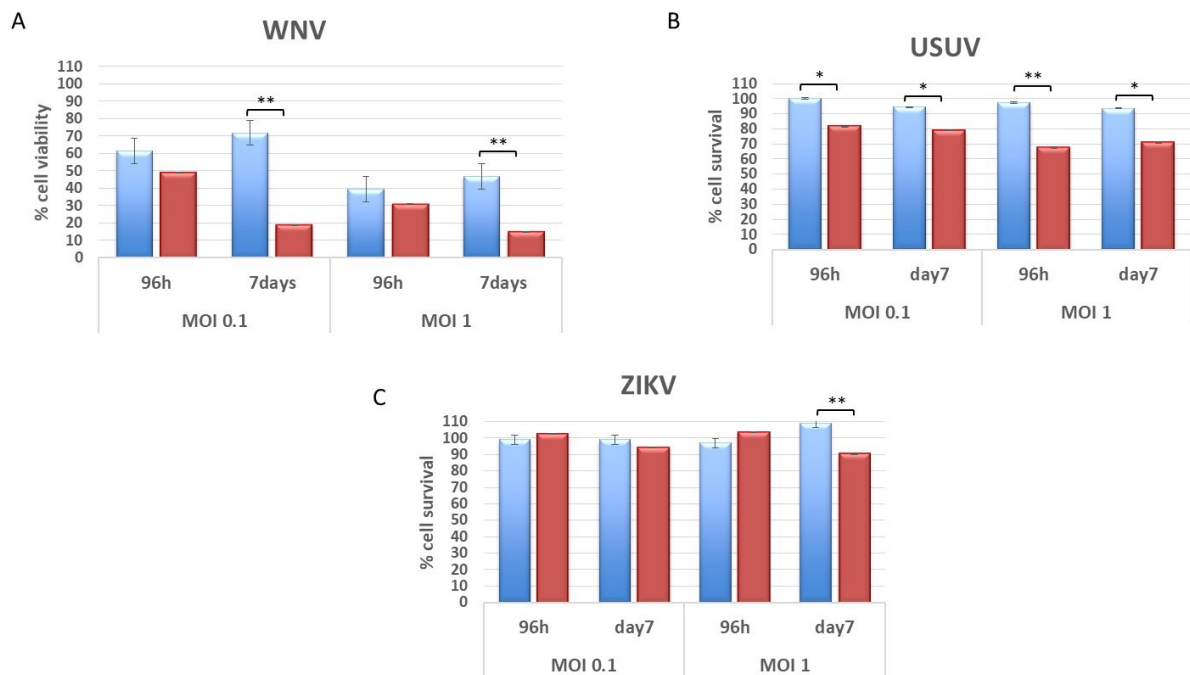 A
WNV
% cell viability
110
100
90
80
70
60
50
40
30
20
10
0
**
**
96h 7days 96h 7days
MOI 0.1 MOI 1
B
USUV
% cell survival
110
100
90
80
70
60
50
40
30
20
10
0
* * ** *
96h day7 96h day7
MOI 0.1 MOI 1
C
ZIKV
% cell survival
110
100
90
80
70
60
50
40
30
20
10
0
**
96h day7 96h day7
MOI 0.1 MOI 1